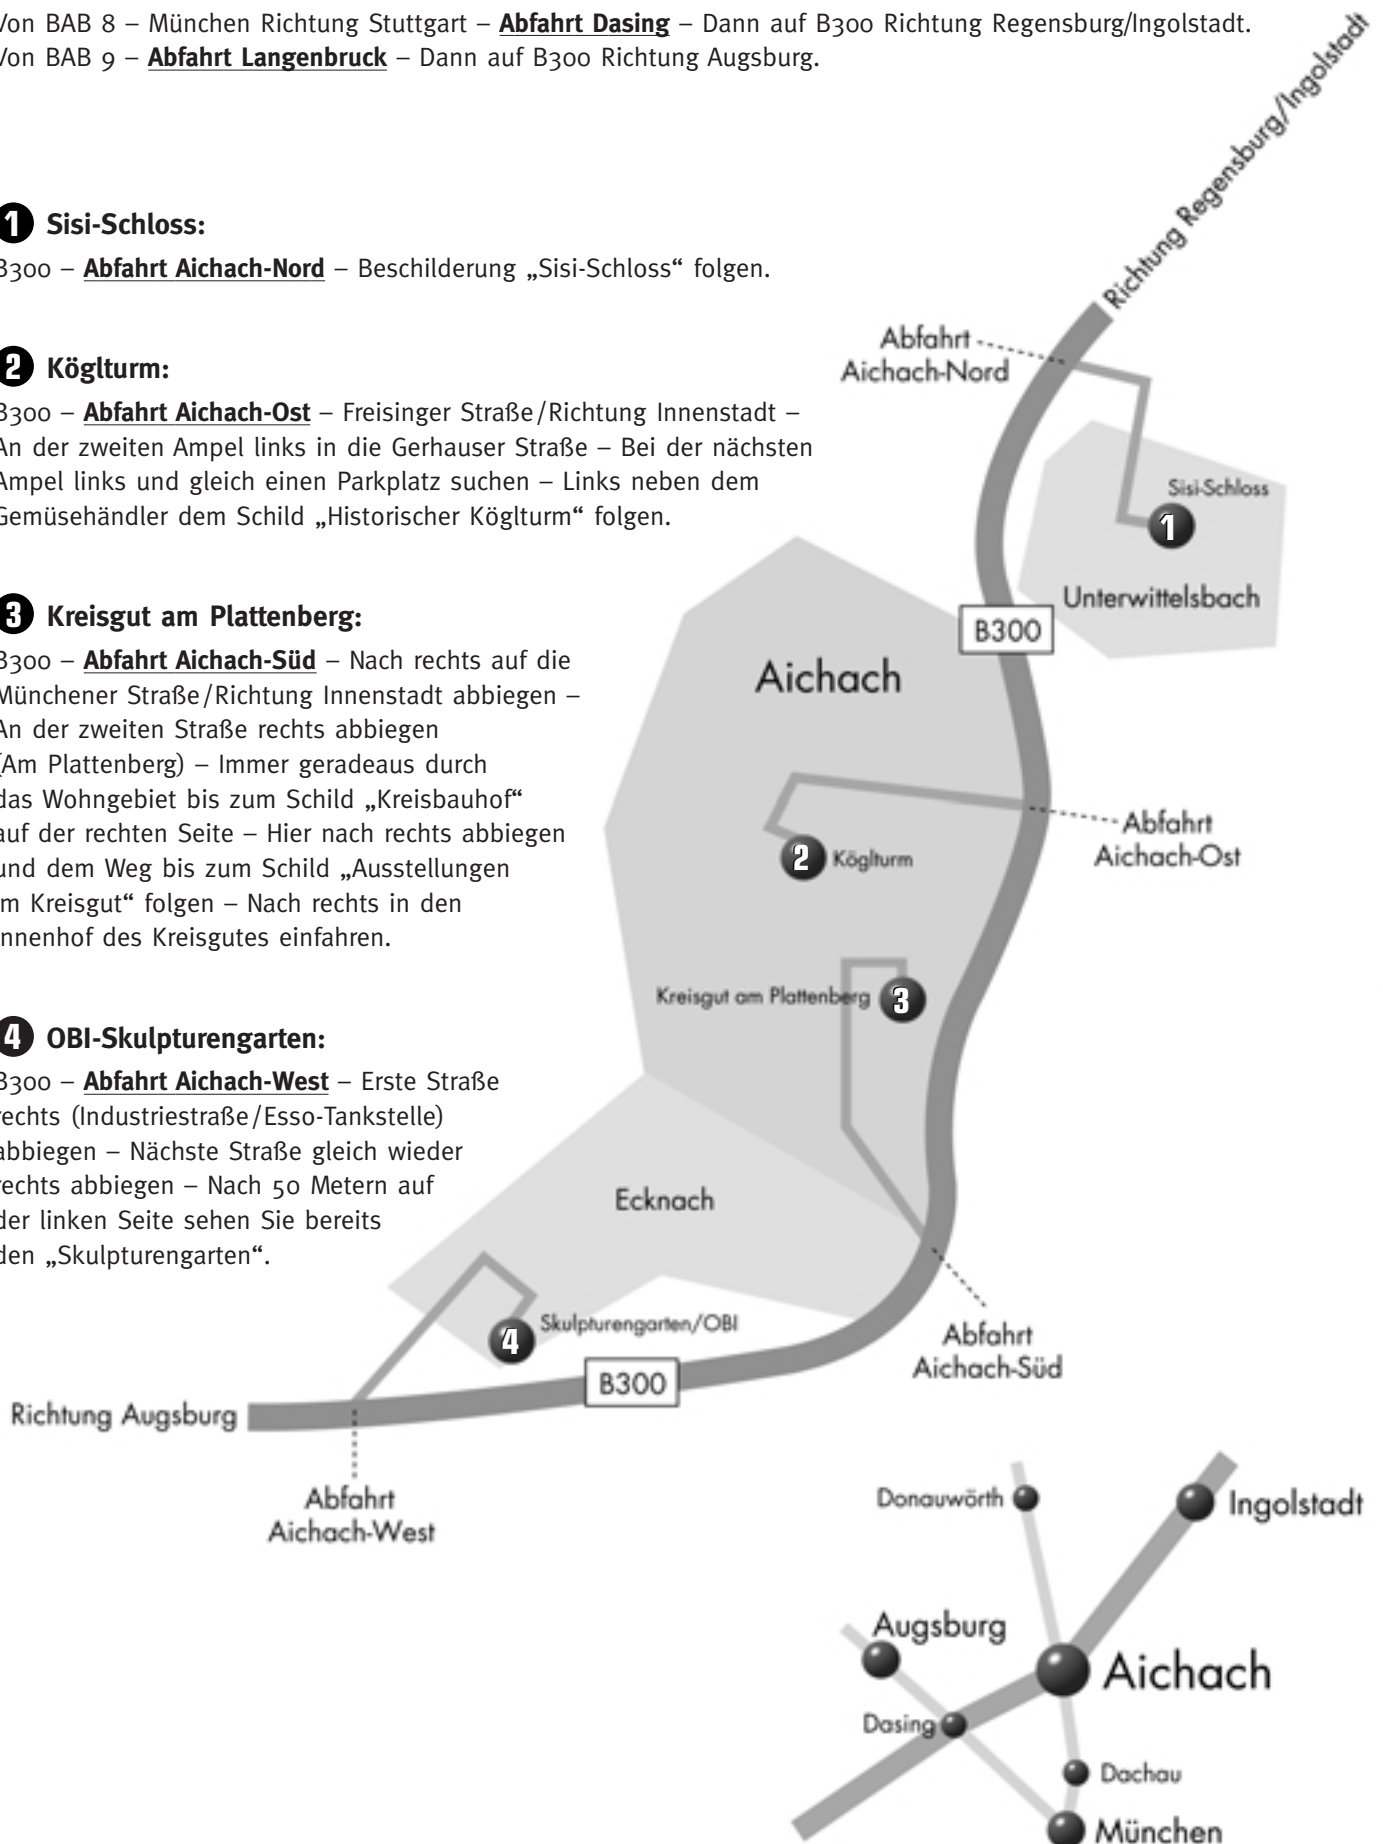 Von BAB 8 – München Richtung Stuttgart – Abfahrt Dasing – Dann auf B300 Richtung Regensburg/Ingolstadt.
Von BAB 9 – Abfahrt Langenbruck – Dann auf B300 Richtung Augsburg.
1 Sisi-Schloss:
B300 – Abfahrt Aichach-Nord – Beschilderung „Sisi-Schloss“ folgen.
2 Köglturm:
B300 – Abfahrt Aichach-Ost – Freisinger Straße/Richtung Innenstadt –
An der zweiten Ampel links in die Gerhauser Straße – Bei der nächsten
Ampel links und gleich einen Parkplatz suchen – Links neben dem
Gemüsehändler dem Schild „Historischer Köglturm“ folgen.
3 Kreisgut am Plattenberg:
B300 – Abfahrt Aichach-Süd – Nach rechts auf die
Münchener Straße/Richtung Innenstadt abbiegen –
An der zweiten Straße rechts abbiegen
(Am Plattenberg) – Immer geradeaus durch
das Wohngebiet bis zum Schild „Kreisbauhof“
auf der rechten Seite – Hier nach rechts abbiegen
und dem Weg bis zum Schild „Ausstellungen
im Kreisgut“ folgen – Nach rechts in den
Innenhof des Kreisgutes einfahren.
4 OBI-Skulpturengarten:
B300 – Abfahrt Aichach-West – Erste Straße
rechts (Industriestraße/Esso-Tankstelle)
abbiegen – Nächste Straße gleich wieder
rechts abbiegen – Nach 50 Metern auf
der linken Seite sehen Sie bereits
den „Skulpturengarten“.
Richtung Regensburg/Ingolstadt
Abfahrt
Aichach-Nord
Sisi-Schloss
1
Unterwittelsbach
B300
Aichach
Abfahrt
Aichach-Ost
2 Köglturm
Kreisgut am Plattenberg 3
Ecknach
Skulpturengarten/OBI
4
Abfahrt
Aichach-Süd
B300
Richtung Augsburg
Abfahrt
Aichach-West
Donauwörth
Ingolstadt
Augsburg
Aichach
Dasing
Dachau
München